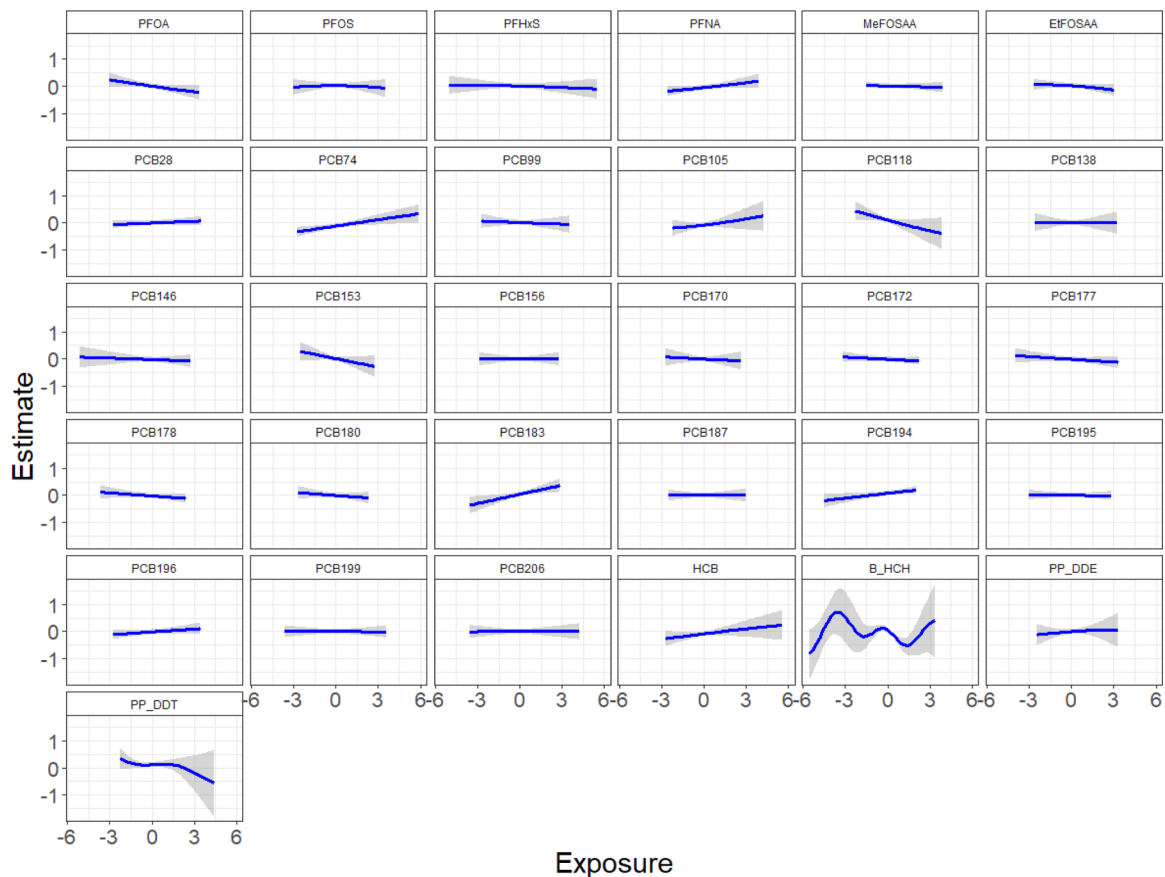 PFOA PFOS PFHxS PFNA MeFOSAA EtFOSAA
1
0
-1
PCB28 PCB74 PCB99 PCB105 PCB118 PCB138
1
0
-1
PCB146 PCB153 PCB156 PCB170 PCB172 PCB177
1
0
-1
Estimate
PCB178 PCB180 PCB183 PCB187 PCB194 PCB195
1
0
-1
PCB196 PCB199 PCB206 HCB B_HCH PP_DDE
1
0
-1
-6 -3 0 3 6 -6 -3 0 3 6 -6 -3 0 3 6 -6 -3 0 3 6 -6 -3 0 3 6
PP_DDT
1
0
-1
-6 -3 0 3 6
Exposure